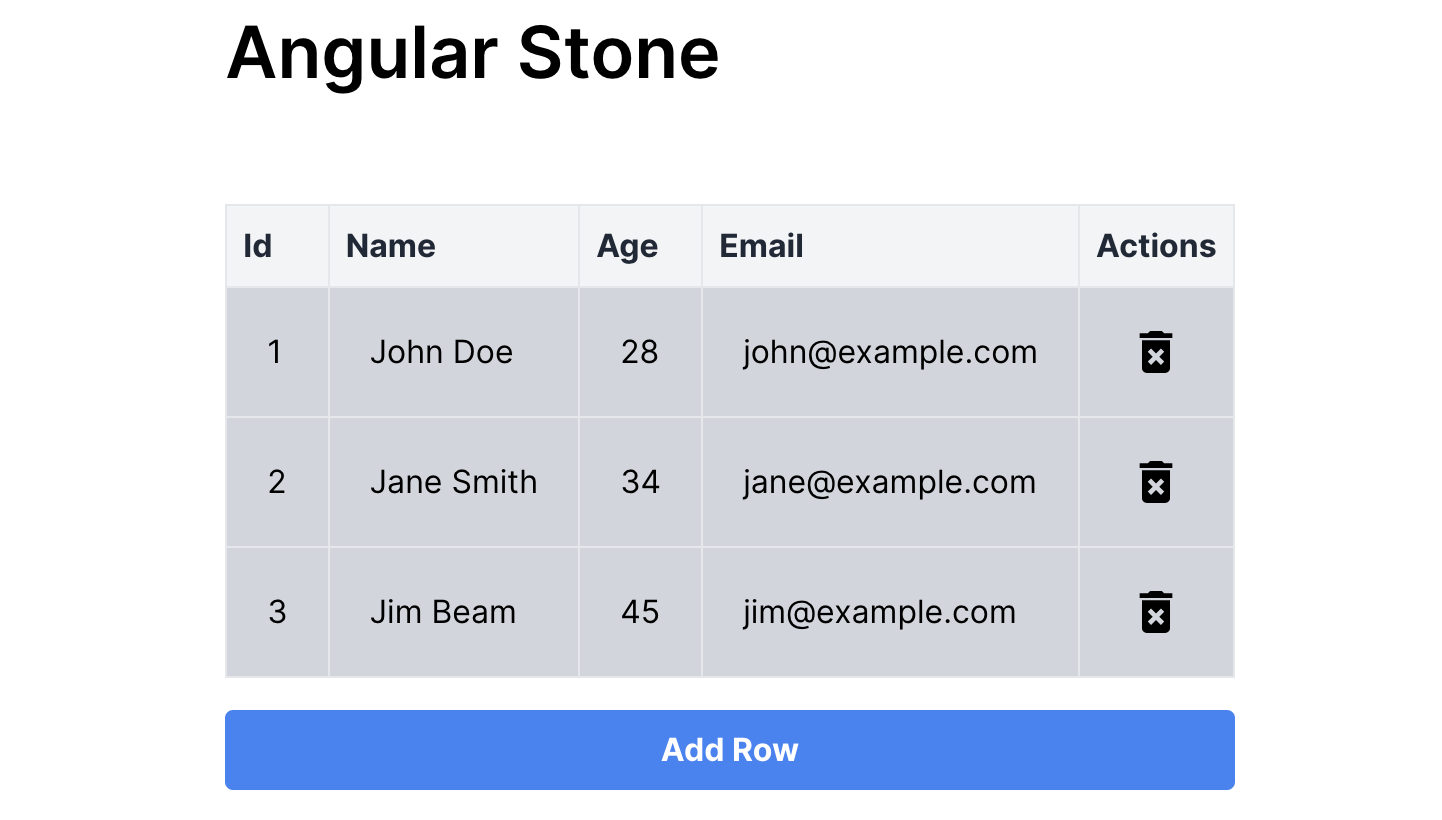 Angular Stone
Id Name Age Email Actions
1 John Doe 28 john@example.com
2 Jane Smith 34 jane@example.com
3 Jim Beam 45 jim@example.com
Add Row